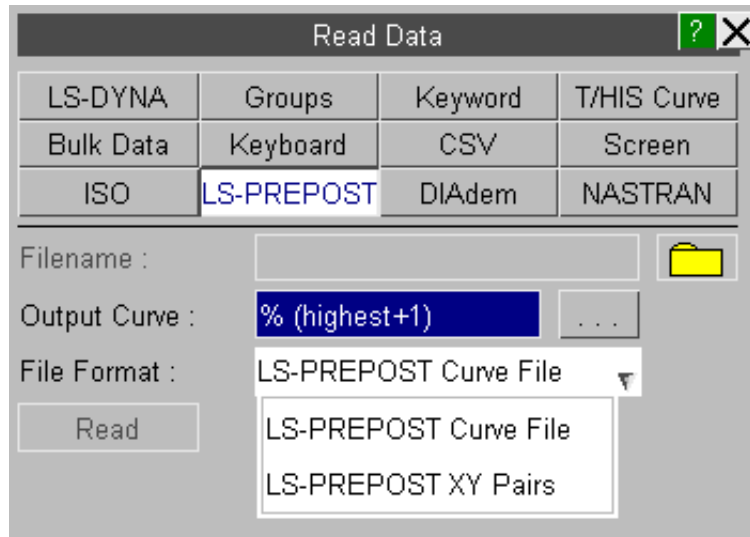 Read Data ? X
LS-DYNA Groups Keyword T/HIS Curve
Bulk Data Keyboard CSV Screen
ISO LS-PREPOST DIAdem NASTRAN
Filename :
Output Curve : % (highest+1) ...
File Format : LS-PREPOST Curve File
Read LS-PREPOST Curve File
LS-PREPOST XY Pairs